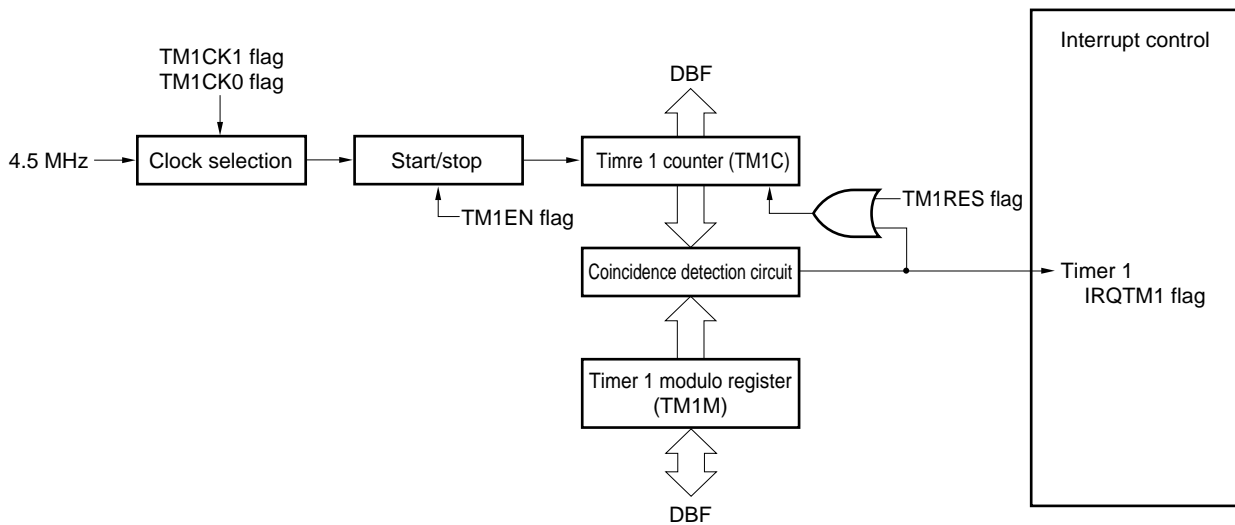 Interrupt control
TM1CK1 flag
TM1CK0 flag
DBF
4.5 MHz
Clock selection
Start/stop
Timre 1 counter (TM1C)
TM1RES flag
TM1EN flag
Coincidence detection circuit
Timer 1
IRQTM1 flag
Timer 1 modulo register
(TM1M)
DBF